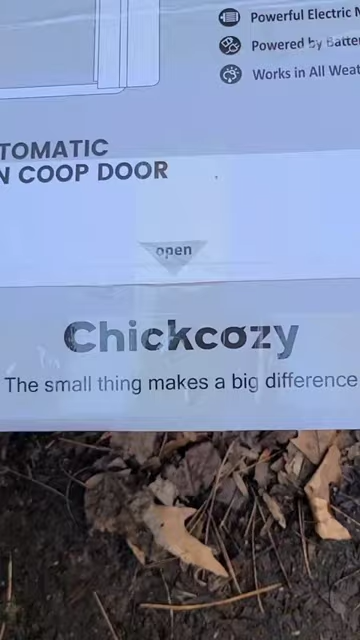 Powerful Electric
Powered by
Works in All
TOMATIC
N COOP DOOR
open
Chickcozy
The small thing makes a big difference